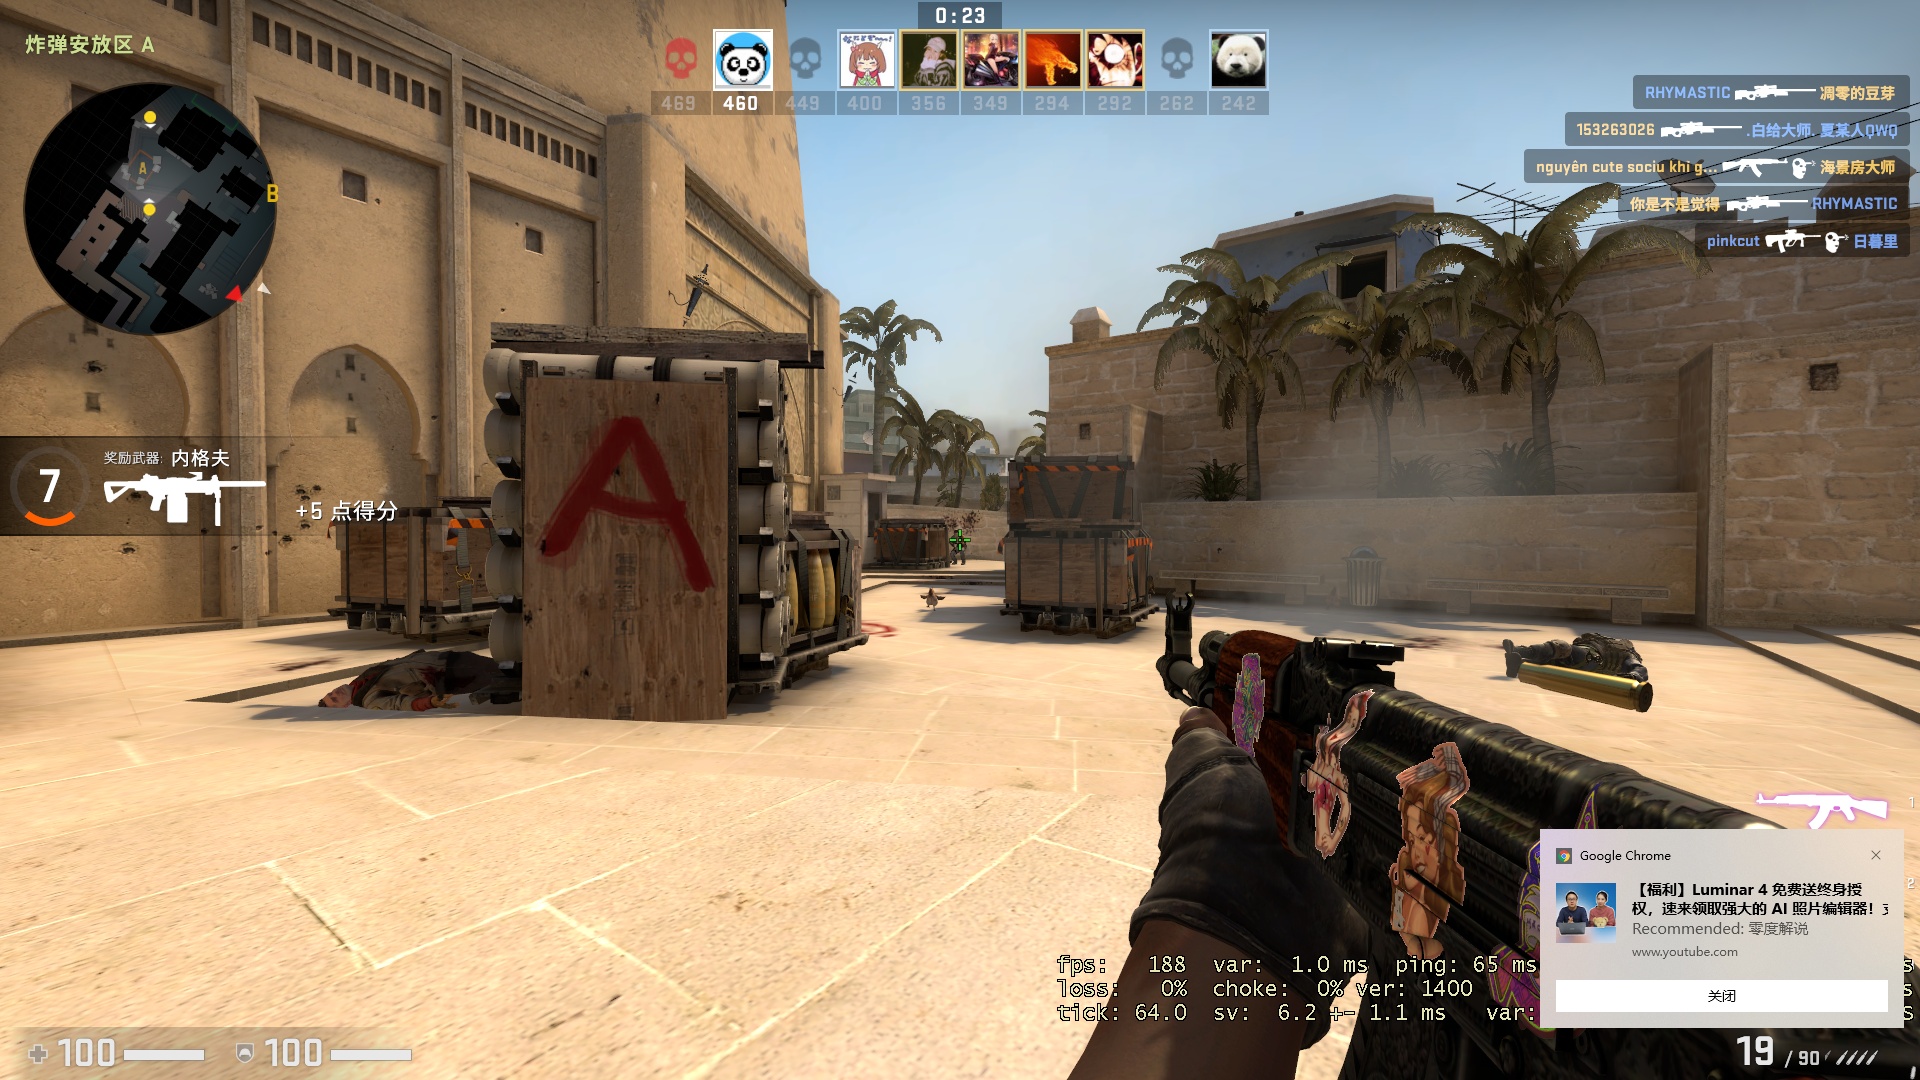 0:23
炸弹安放区 A
469 460 449 400 356 349 294 292 262 242
RHYMASTIC 凋零的豆芽
153263026 .白给大师. 夏某人QWQ
nguyên cute sociu khi g... 海景房大师
你是不是觉得 RHYMASTIC
pinkcut 日暮里
A
B
A
7
奖励武器: 内格夫
+5 点得分
1
2
Google Chrome
【福利】Luminar 4 免费送终身授
权，速来领取强大的 AI 照片编辑器！
Recommended: 零度解说
www.youtube.com
关闭
fps: 188 var: 1.0 ms ping: 65 ms
loss: 0% choke: 0% ver: 1400
tick: 64.0 sv: 6.2 +- 1.1 ms var:
100 100
19 / 90